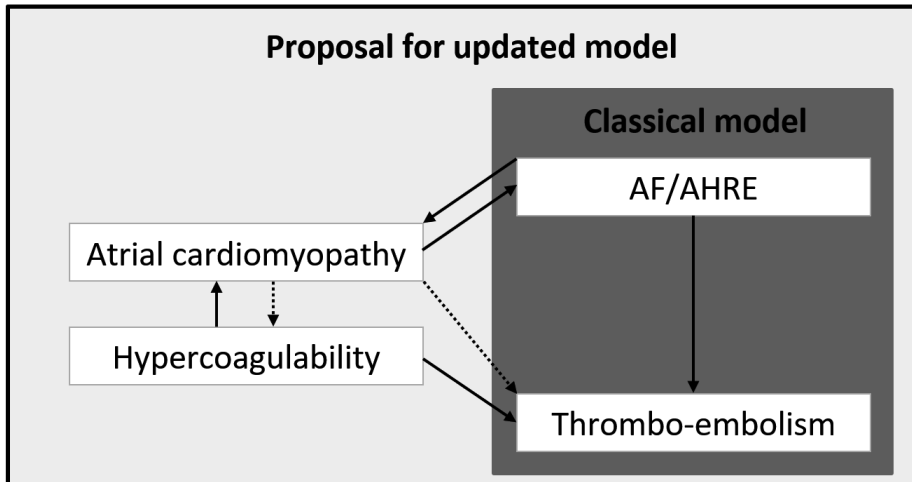 Proposal for updated model
Classical model
AF/AHRE
Atrial cardiomyopathy
Hypercoagulability
Thrombo-embolism